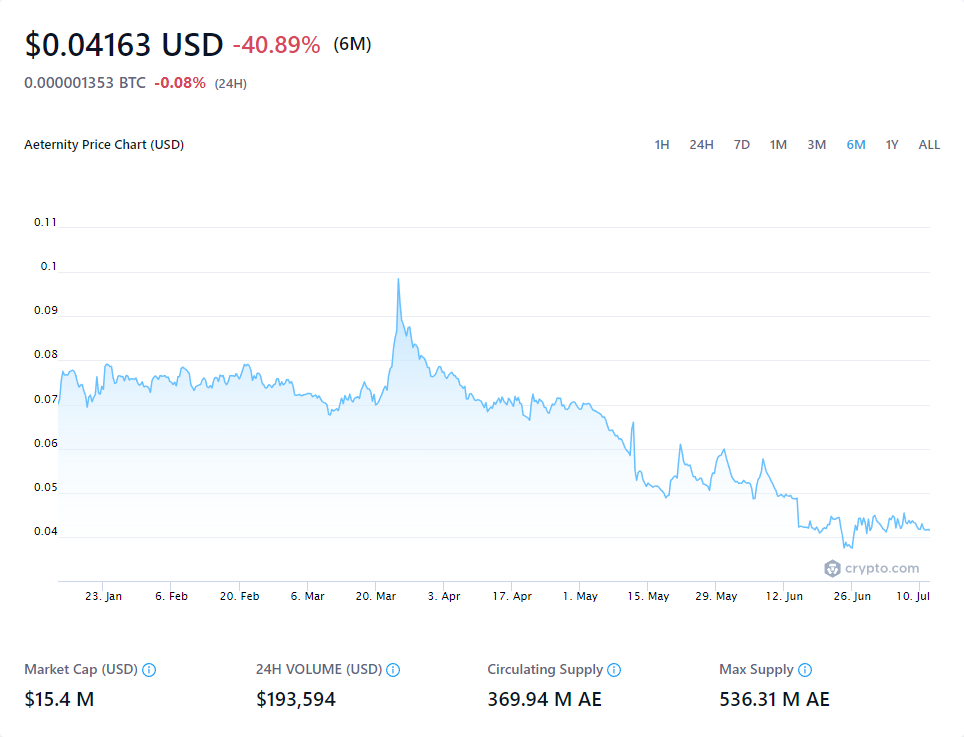 $0.04163 USD -40.89% (6M)
0.000001353 BTC -0.08% (24H)
Aeternity Price Chart (USD) 1H 24H 7D 1M 3M 6M 1Y ALL
0.11
0.1
0.09
0.08
0.07
0.06
0.05
0.04
crypto.com
23. Jan 6. Feb 20. Feb 6. Mar 20. Mar 3. Apr 17. Apr 1. May 15. May 29. May 12. Jun 26. Jun 10. Jul
Market Cap (USD) 24H VOLUME (USD) Circulating Supply Max Supply
$15.4 M $193,594 369.94 M AE 536.31 M AE